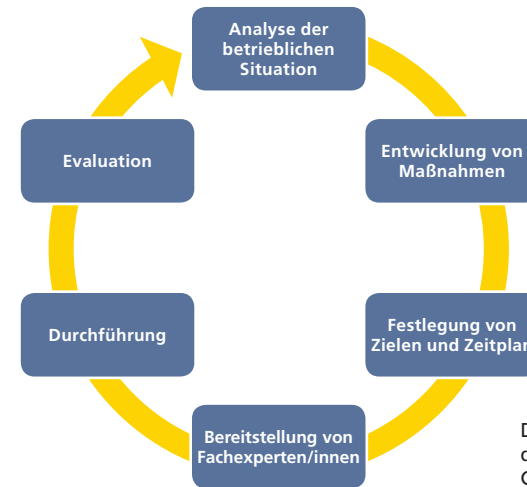 Analyse der
betrieblichen
Situation
Entwicklung von
Maßnahmen
Festlegung von
Zielen und Zeitplan
Bereitstellung von
Fachexperten/innen
Durchführung
Evaluation